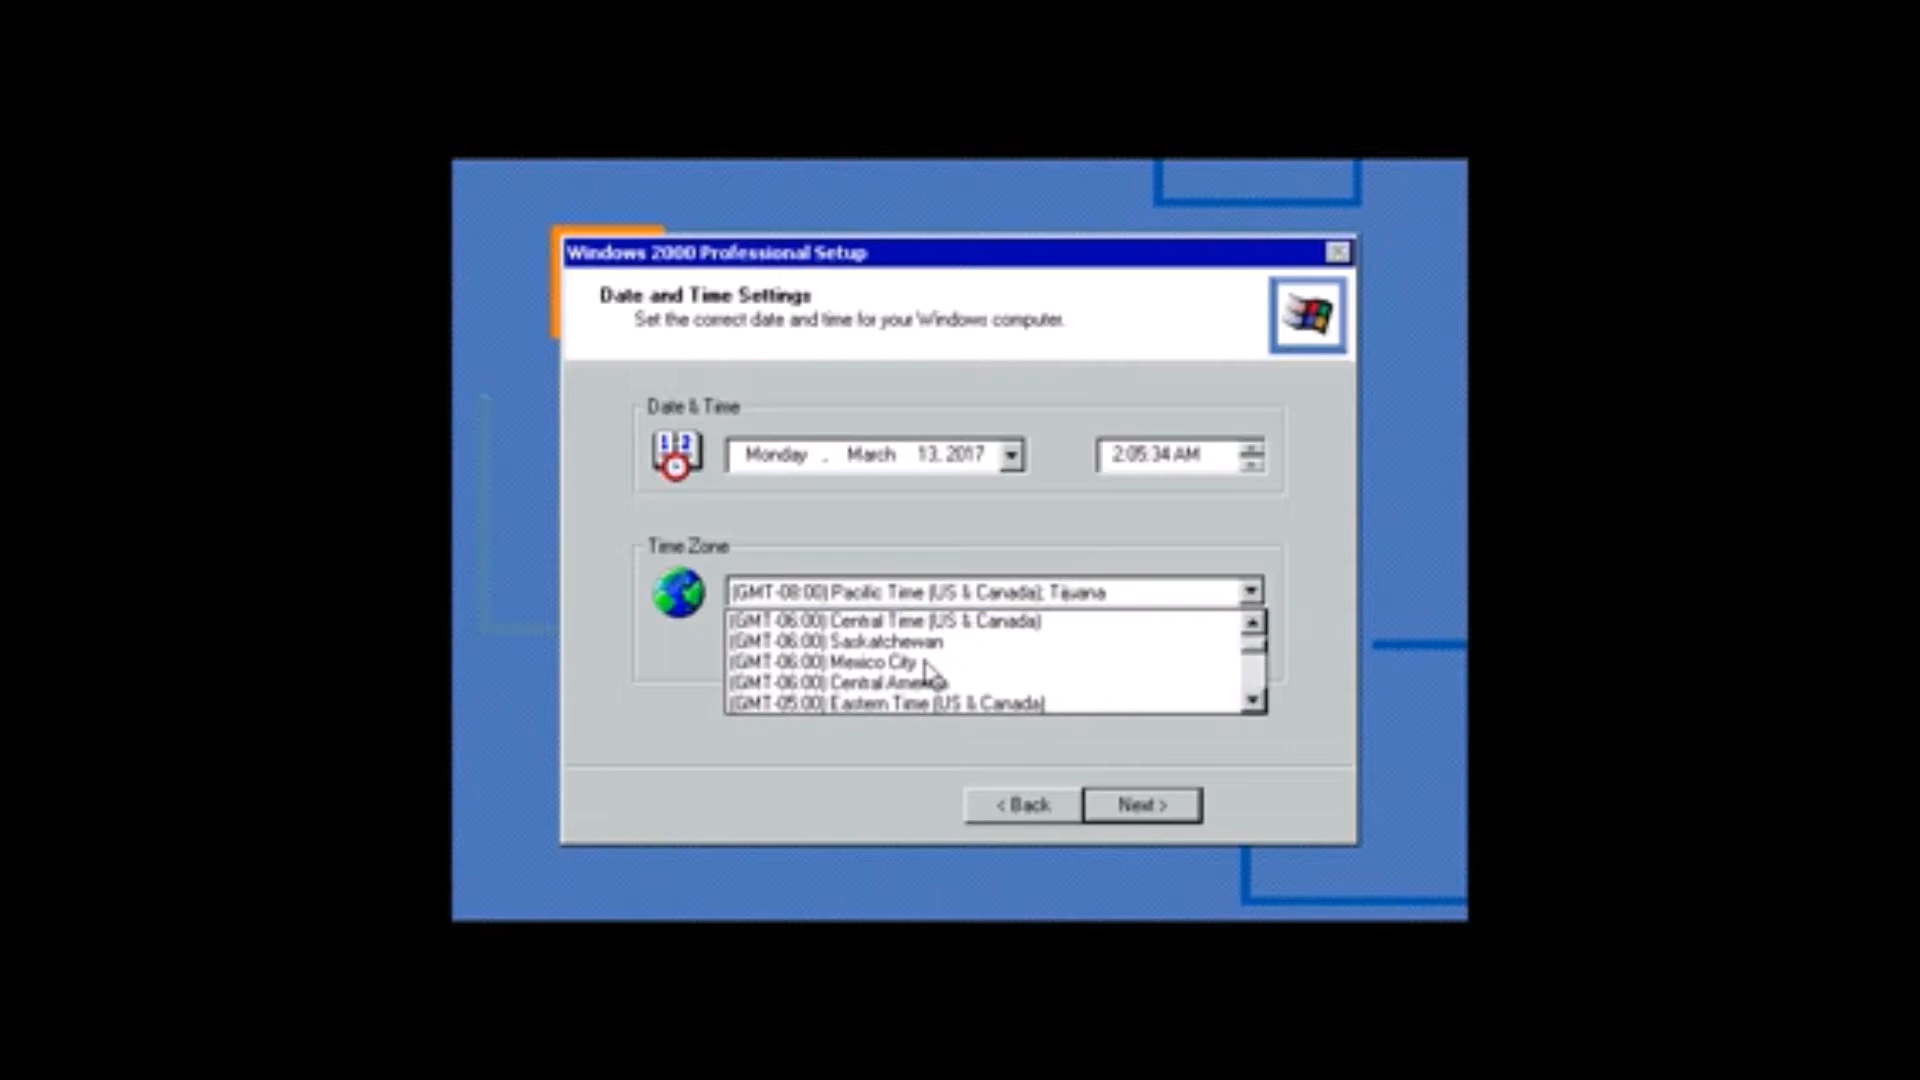 Windows 2000 Professional Setup
Date and Time Settings
Set the correct date and time for your Windows computer.
Date & Time
1 2
Monday , March 13, 2017
2:05:34 AM
Time Zone
(GMT-08:00) Pacific Time (US & Canada); Tijuana
(GMT-06:00) Central Time (US & Canada)
(GMT-06:00) Saskatchewan
(GMT-06:00) Mexico City
(GMT-06:00) Central America
(GMT-05:00) Eastern Time (US & Canada)
< Back
Next >